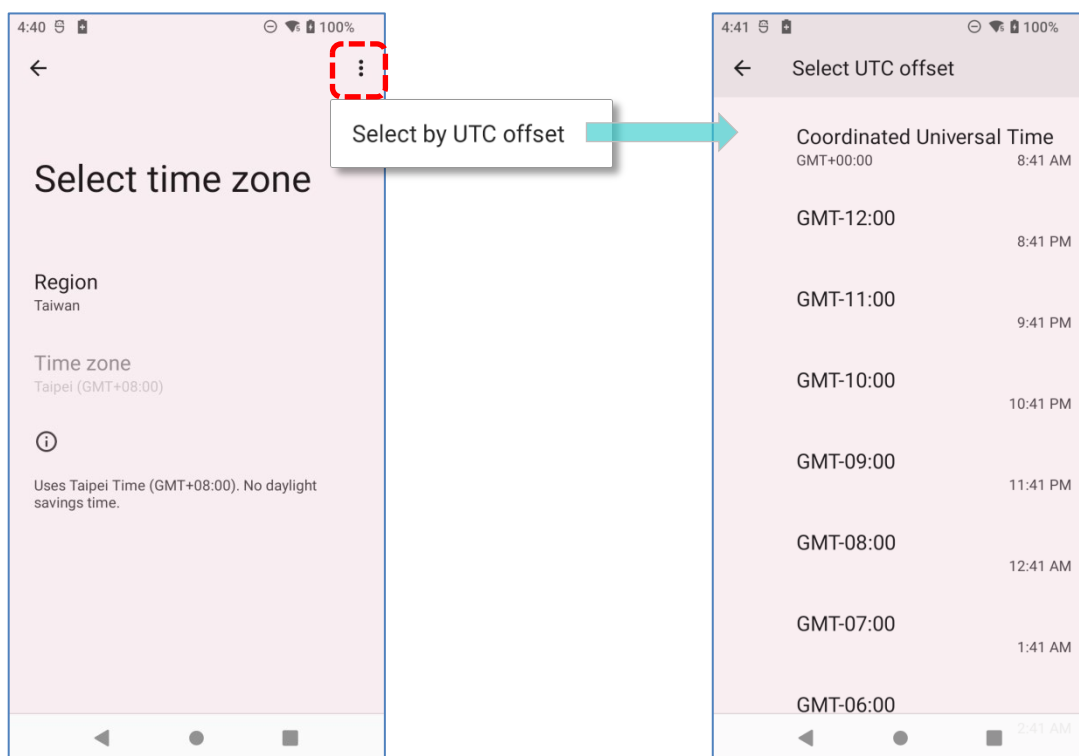 4:40 100%
Select time zone
Region
Taiwan
Time zone
Taipei (GMT+08:00)
Uses Taipei Time (GMT+08:00). No daylight
savings time.
Select by UTC offset
4:41 100%
Select UTC offset
Coordinated Universal Time
GMT+00:00 8:41 AM
GMT-12:00
8:41 PM
GMT-11:00
9:41 PM
GMT-10:00
10:41 PM
GMT-09:00
11:41 PM
GMT-08:00
12:41 AM
GMT-07:00
1:41 AM
GMT-06:00
2:41 AM